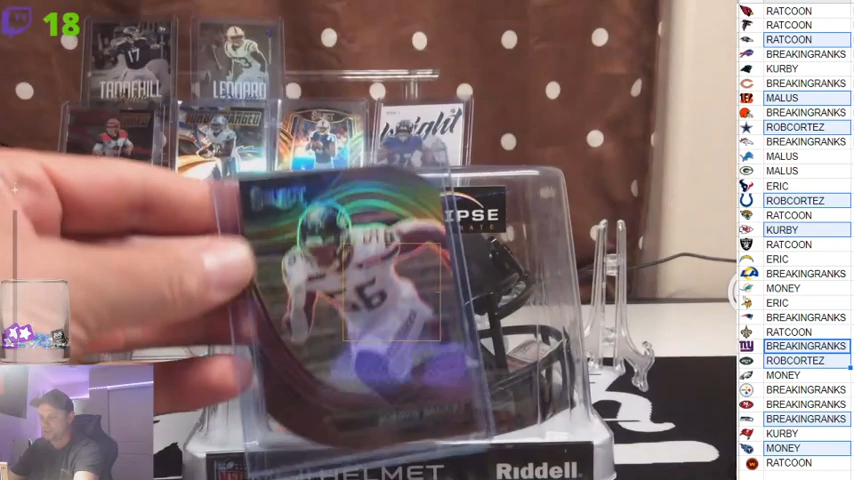 18
17
TANNEHILL
LEONARD
Wright
IPSE
HELMET
Riddell
RATCOON
RATCOON
RATCOON
BREAKINGRANKS
KURBY
BREAKINGRANKS
MALUS
BREAKINGRANKS
ROBCORTEZ
BREAKINGRANKS
MALUS
MALUS
ERIC
ROBCORTEZ
RATCOON
KURBY
RATCOON
ERIC
BREAKINGRANKS
MONEY
ERIC
BREAKINGRANKS
RATCOON
BREAKINGRANKS
ROBCORTEZ
MONEY
BREAKINGRANKS
BREAKINGRANKS
BREAKINGRANKS
KURBY
MONEY
RATCOON